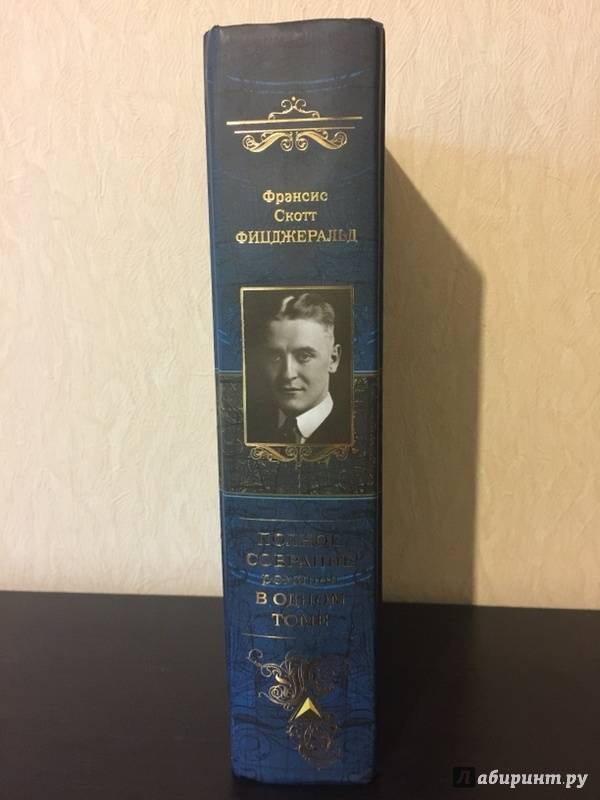 Фрэнсис
Скотт
ФИЦДЖЕРАЛЬД
ПОЛНОЕ
СОБРАНИЕ
романов
В ОДНОМ
ТОМЕ
Лабиринт.ру